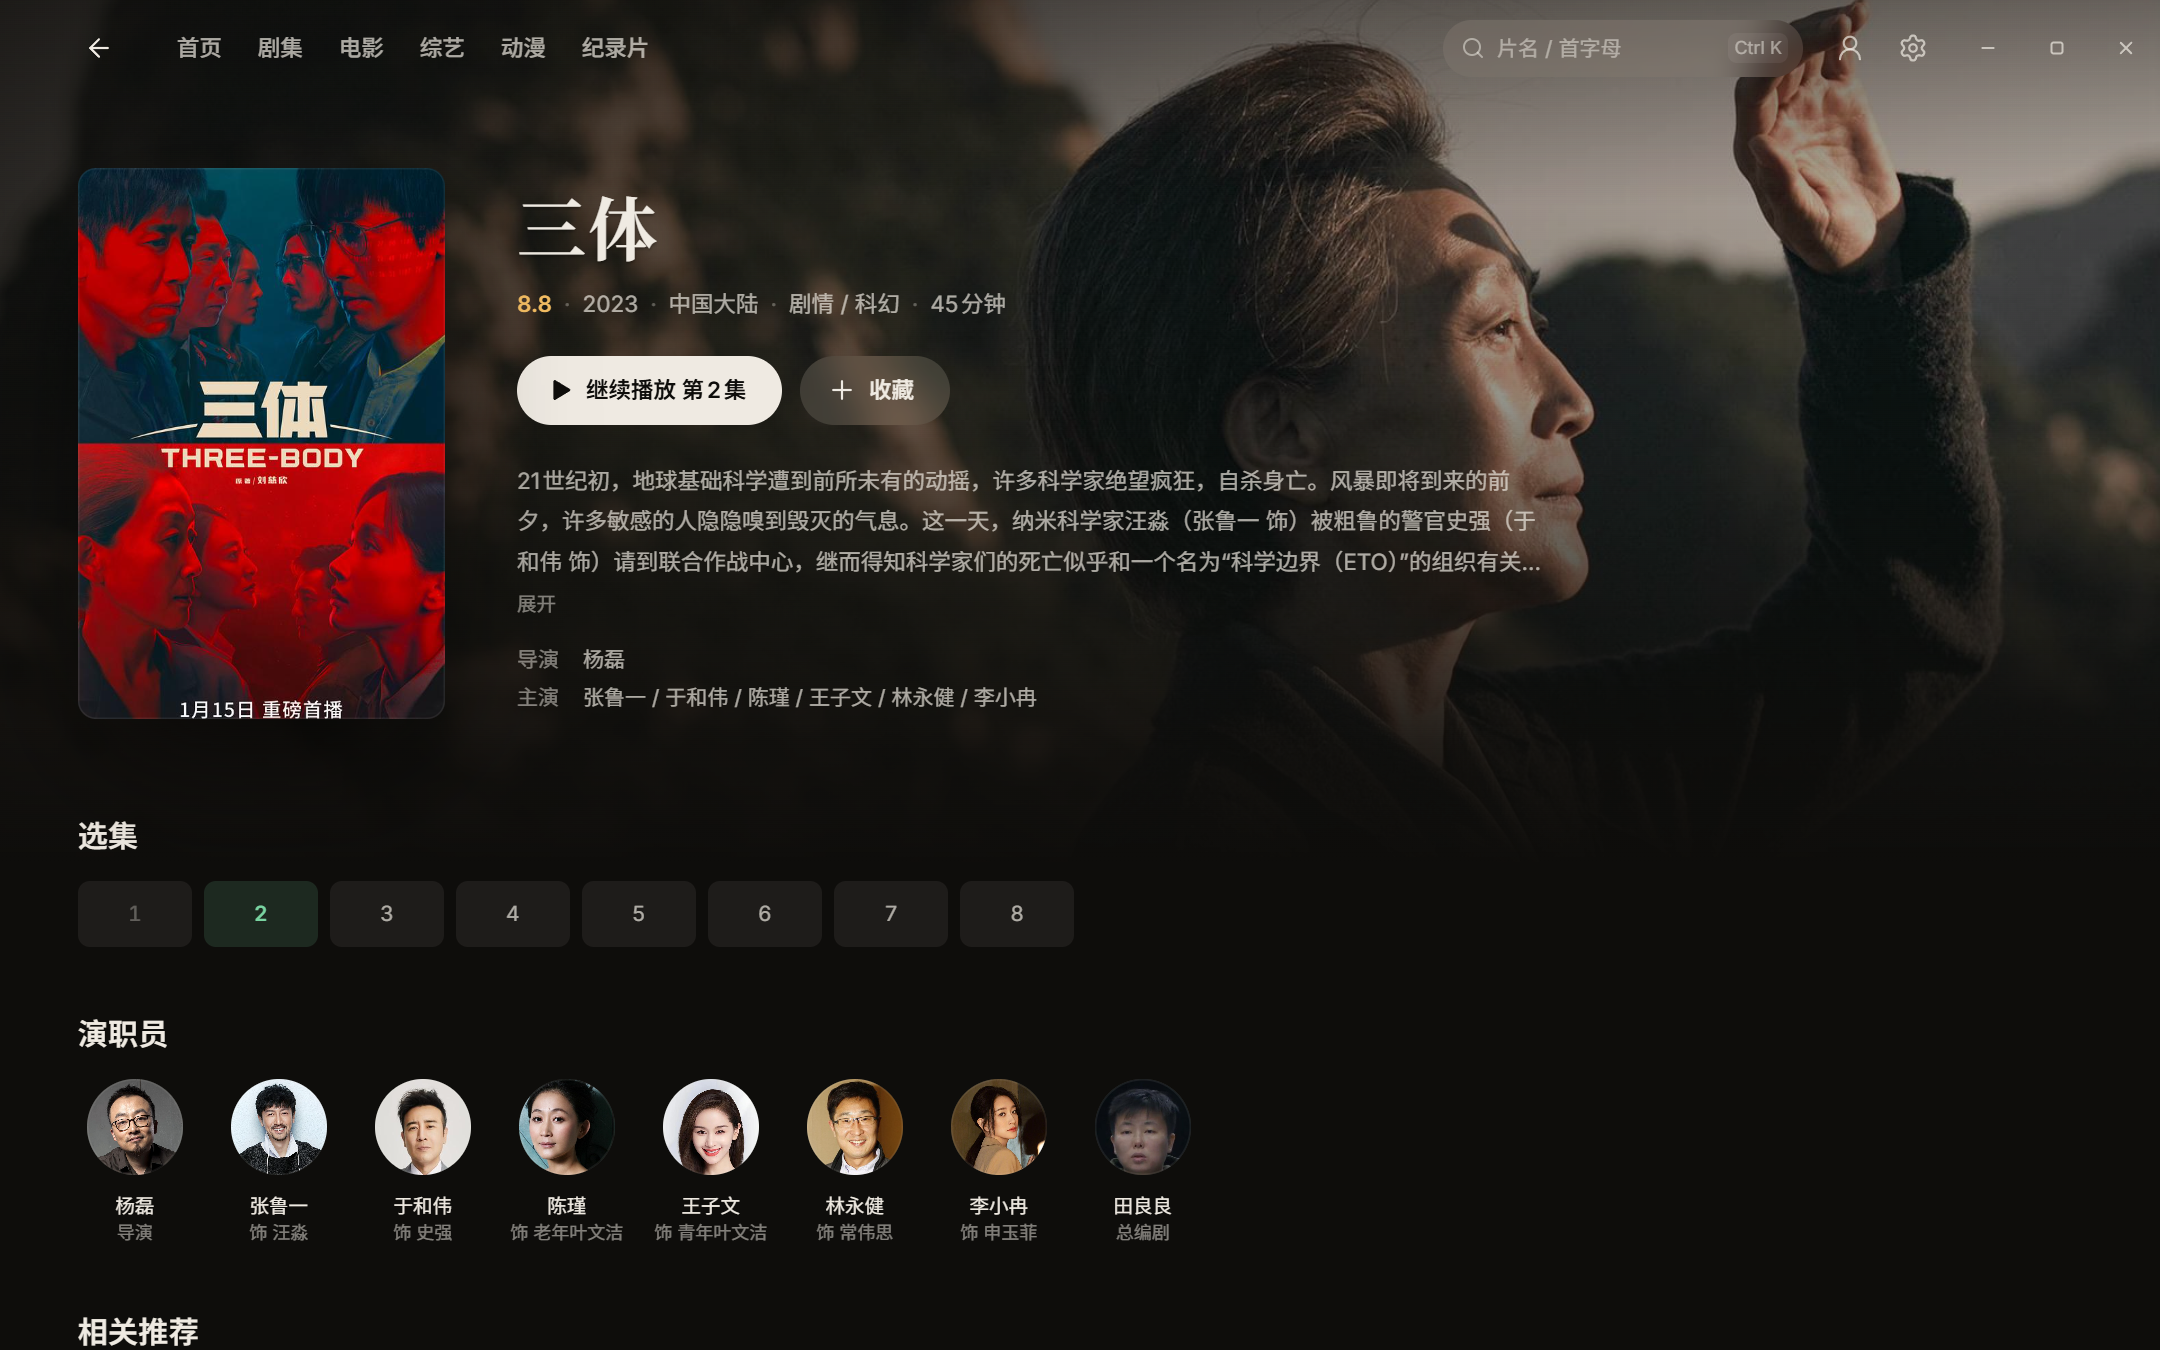 首页 剧集 电影 综艺 动漫 纪录片
片名 / 首字母 Ctrl K
三体
THREE-BODY
原著/刘慈欣
1月15日 重磅首播
三体
8.8 · 2023 · 中国大陆 · 剧情 / 科幻 · 45分钟
继续播放 第2集
收藏
21世纪初，地球基础科学遭到前所未有的动摇，许多科学家绝望疯狂，自杀身亡。风暴即将到来的前
夕，许多敏感的人隐隐嗅到毁灭的气息。这一天，纳米科学家汪淼（张鲁一 饰）被粗鲁的警官史强（于
和伟 饰）请到联合作战中心，继而得知科学家们的死亡似乎和一个名为“科学边界（ETO）”的组织有关...
展开
导演 杨磊
主演 张鲁一 / 于和伟 / 陈瑾 / 王子文 / 林永健 / 李小冉
选集
1 2 3 4 5 6 7 8
演职员
杨磊 张鲁一 于和伟 陈瑾 王子文 林永健 李小冉 田良良
导演 饰 汪淼 饰 史强 饰 老年叶文洁 饰 青年叶文洁 饰 常伟思 饰 申玉菲 总编剧
相关推荐